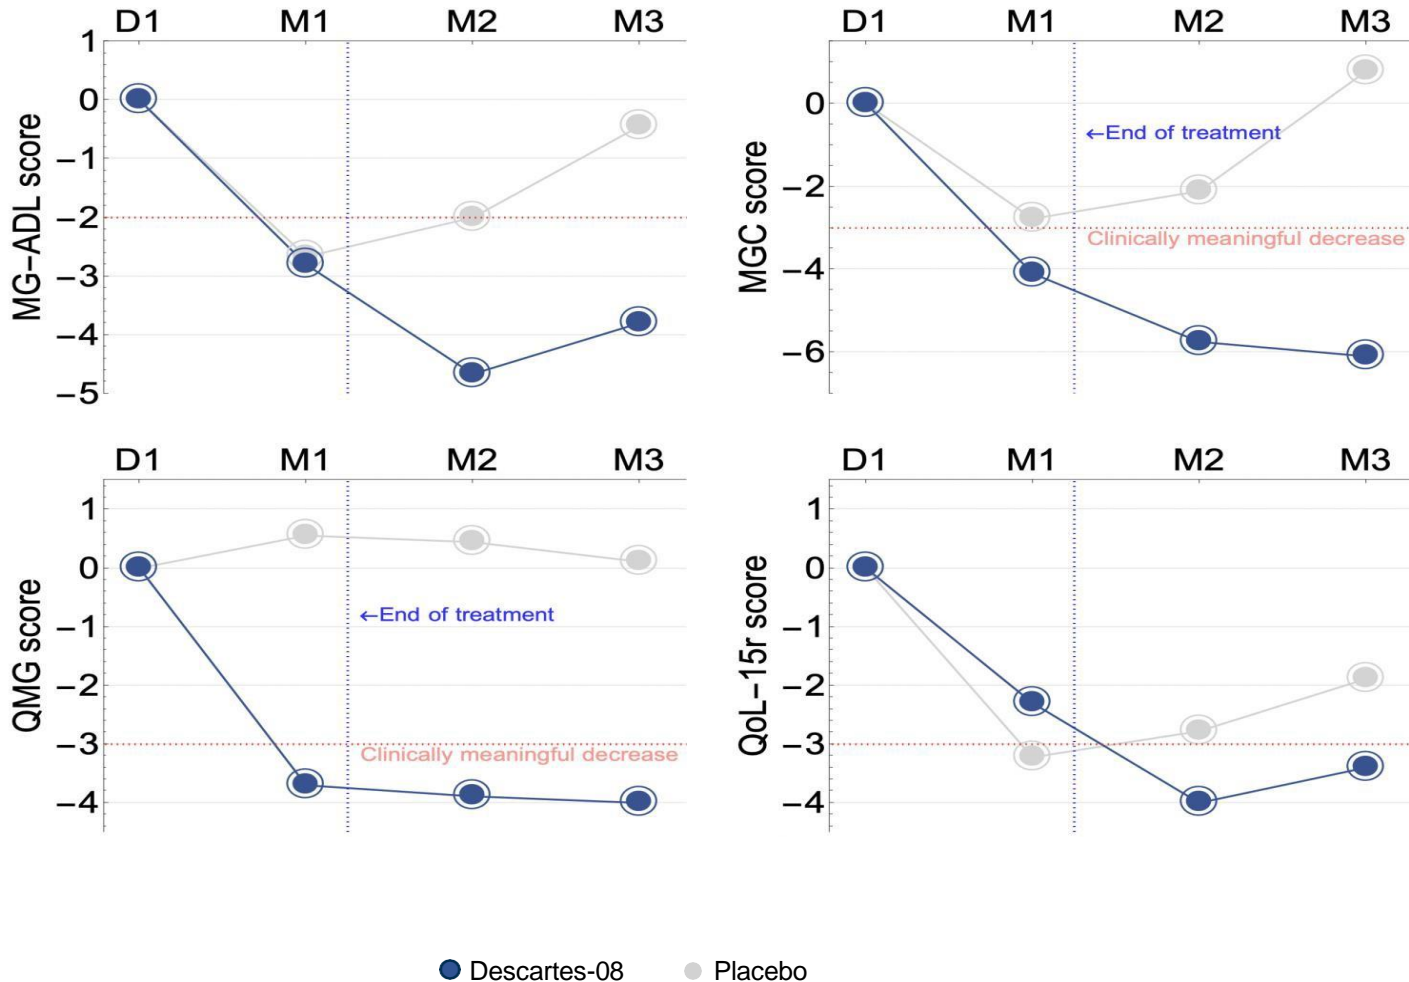 D1 M1 M2 M3
1
0
−1
−2
−3
−4
−5
MG−ADL score
D1 M1 M2 M3
0
−2
−4
−6
MGC score
←End of treatment
Clinically meaningful decrease
D1 M1 M2 M3
1
0
−1
−2
−3
−4
QMG score
←End of treatment
Clinically meaningful decrease
D1 M1 M2 M3
1
0
−1
−2
−3
−4
QoL−15r score
Descartes-08 Placebo